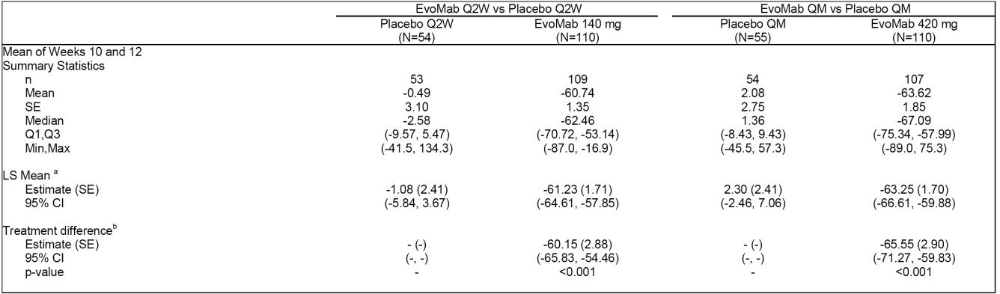 EvoMab Q2W vs Placebo Q2W EvoMab QM vs Placebo QM
Placebo Q2W EvoMab 140 mg Placebo QM EvoMab 420 mg
(N=54) (N=110) (N=55) (N=110)
Mean of Weeks 10 and 12
Summary Statistics
n 53 109 54 107
Mean -0.49 -60.74 2.08 -63.62
SE 3.10 1.35 2.75 1.85
Median -2.58 -62.46 1.36 -67.09
Q1,Q3 (-9.57, 5.47) (-70.72, -53.14) (-8.43, 9.43) (-75.34, -57.99)
Min,Max (-41.5, 134.3) (-87.0, -16.9) (-45.5, 57.3) (-89.0, 75.3)
LS Mean a
Estimate (SE) -1.08 (2.41) -61.23 (1.71) 2.30 (2.41) -63.25 (1.70)
95% CI (-5.84, 3.67) (-64.61, -57.85) (-2.46, 7.06) (-66.61, -59.88)
Treatment differenceb
Estimate (SE) - (-) -60.15 (2.88) - (-) -65.55 (2.90)
95% CI (-, -) (-65.83, -54.46) (-, -) (-71.27, -59.83)
p-value - <0.001 - <0.001